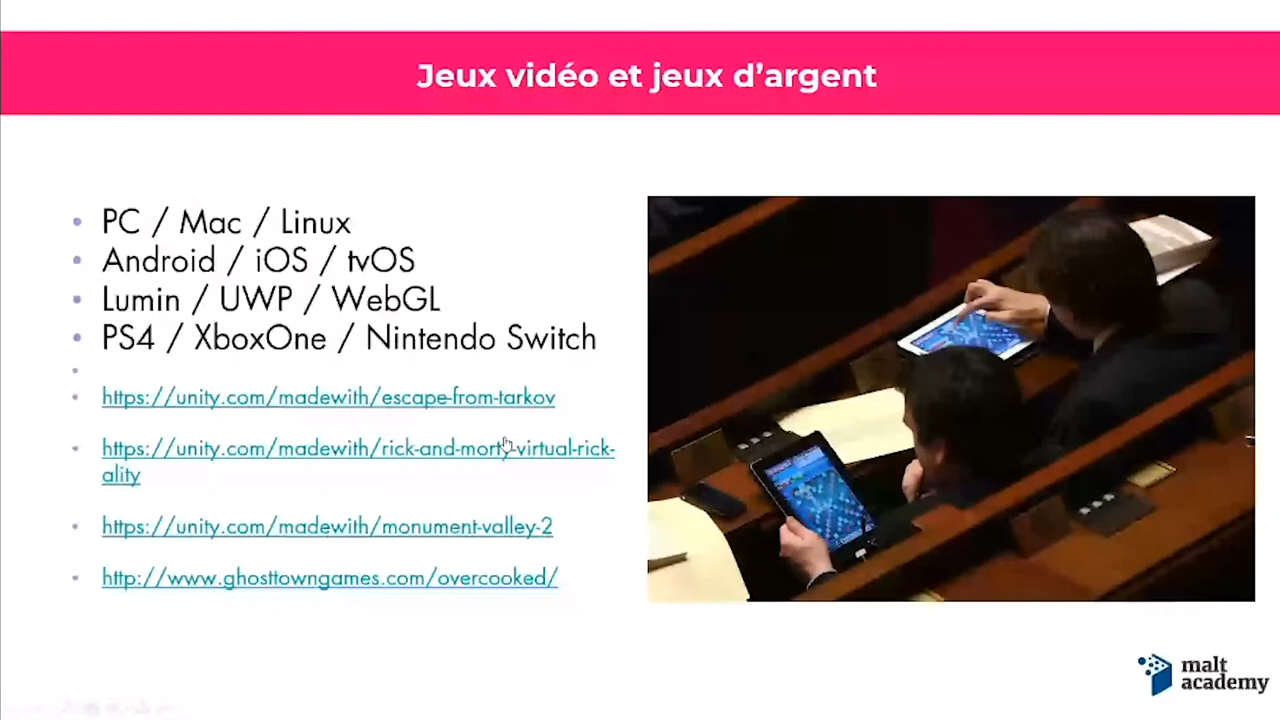 Jeux vidéo et jeux d'argent
PC / Mac / Linux
Android / iOS / tvOS
Lumin / UWP / WebGL
PS4 / XboxOne / Nintendo Switch
https://unity.com/madewith/escape-from-tarkov
https://unity.com/madewith/rick-and-morty-virtual-rick-
ality
https://unity.com/madewith/monument-valley-2
http://www.ghosttowngames.com/overcooked/
malt
academy